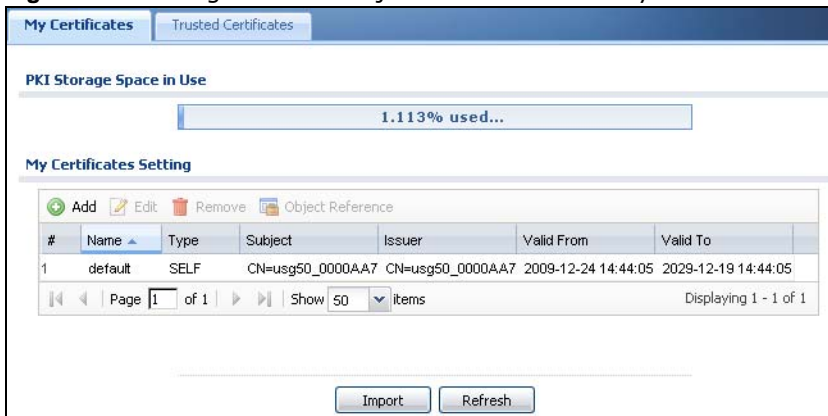 My Certificates Trusted Certificates
PKI Storage Space in Use
1.113% used...
My Certificates Setting
Add Edit Remove Object Reference
# Name Type Subject Issuer Valid From Valid To
1 default SELF CN=usg50_0000AA7 CN=usg50_0000AA7 2009-12-24 14:44:05 2029-12-19 14:44:05
Page 1 of 1 Show 50 items Displaying 1 - 1 of 1
Import Refresh